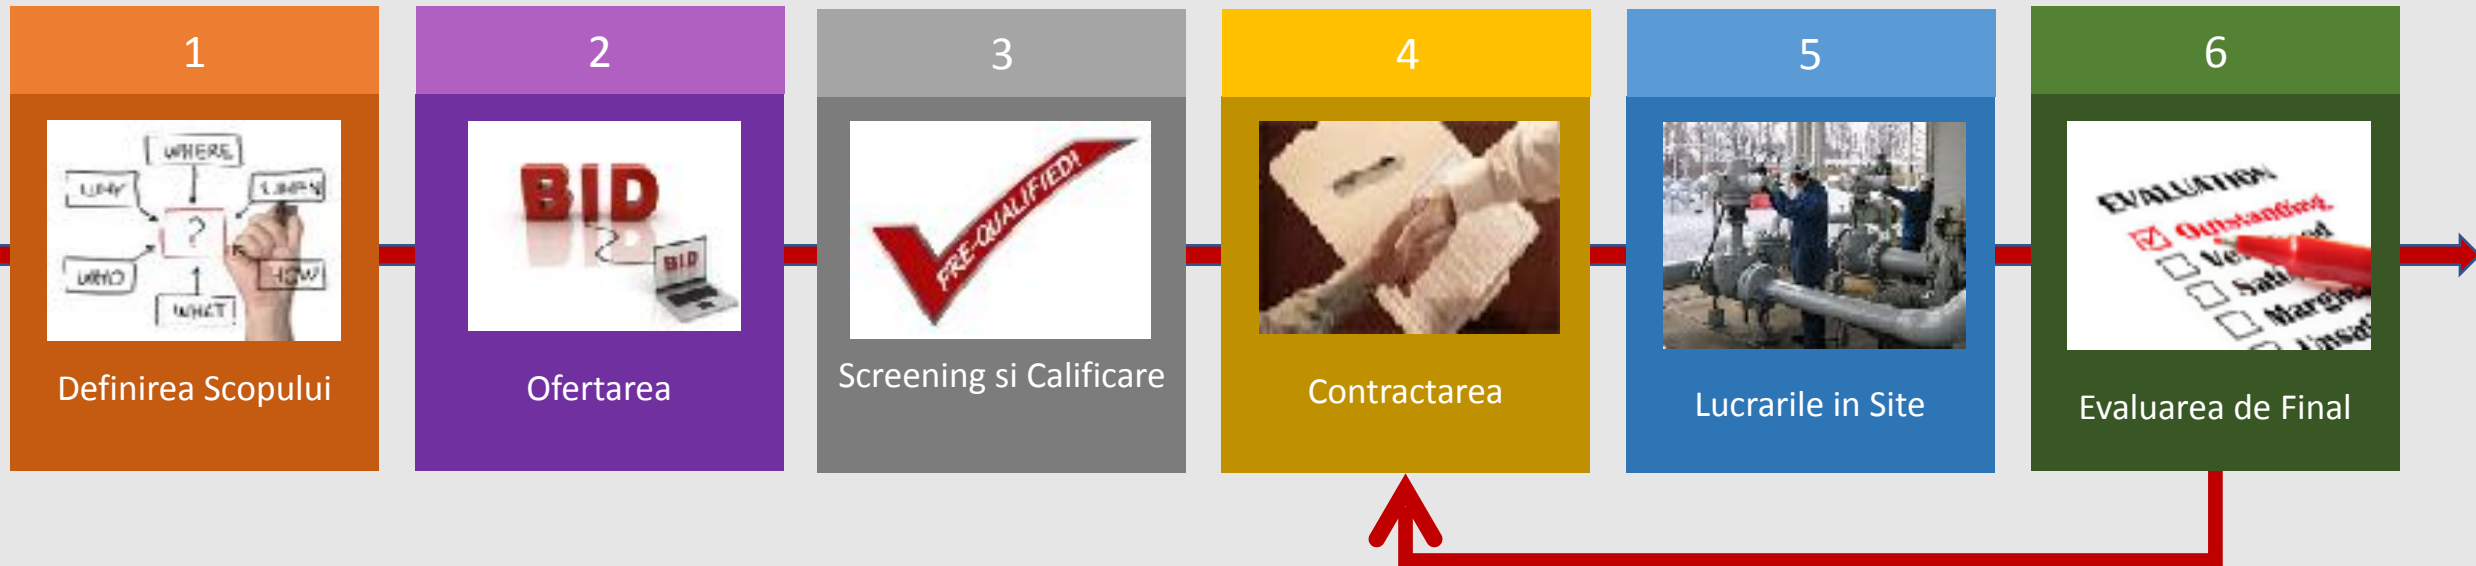 1
2
3
4
5
6
WHERE
WHY
WHEN
?
WHO
HOW
WHAT
BID
BID
PRE-QUALIFIED!
EVALUATION
Outstanding
Definirea Scopului
Ofertarea
Screening si Calificare
Contractarea
Lucrarile in Site
Evaluarea de Final